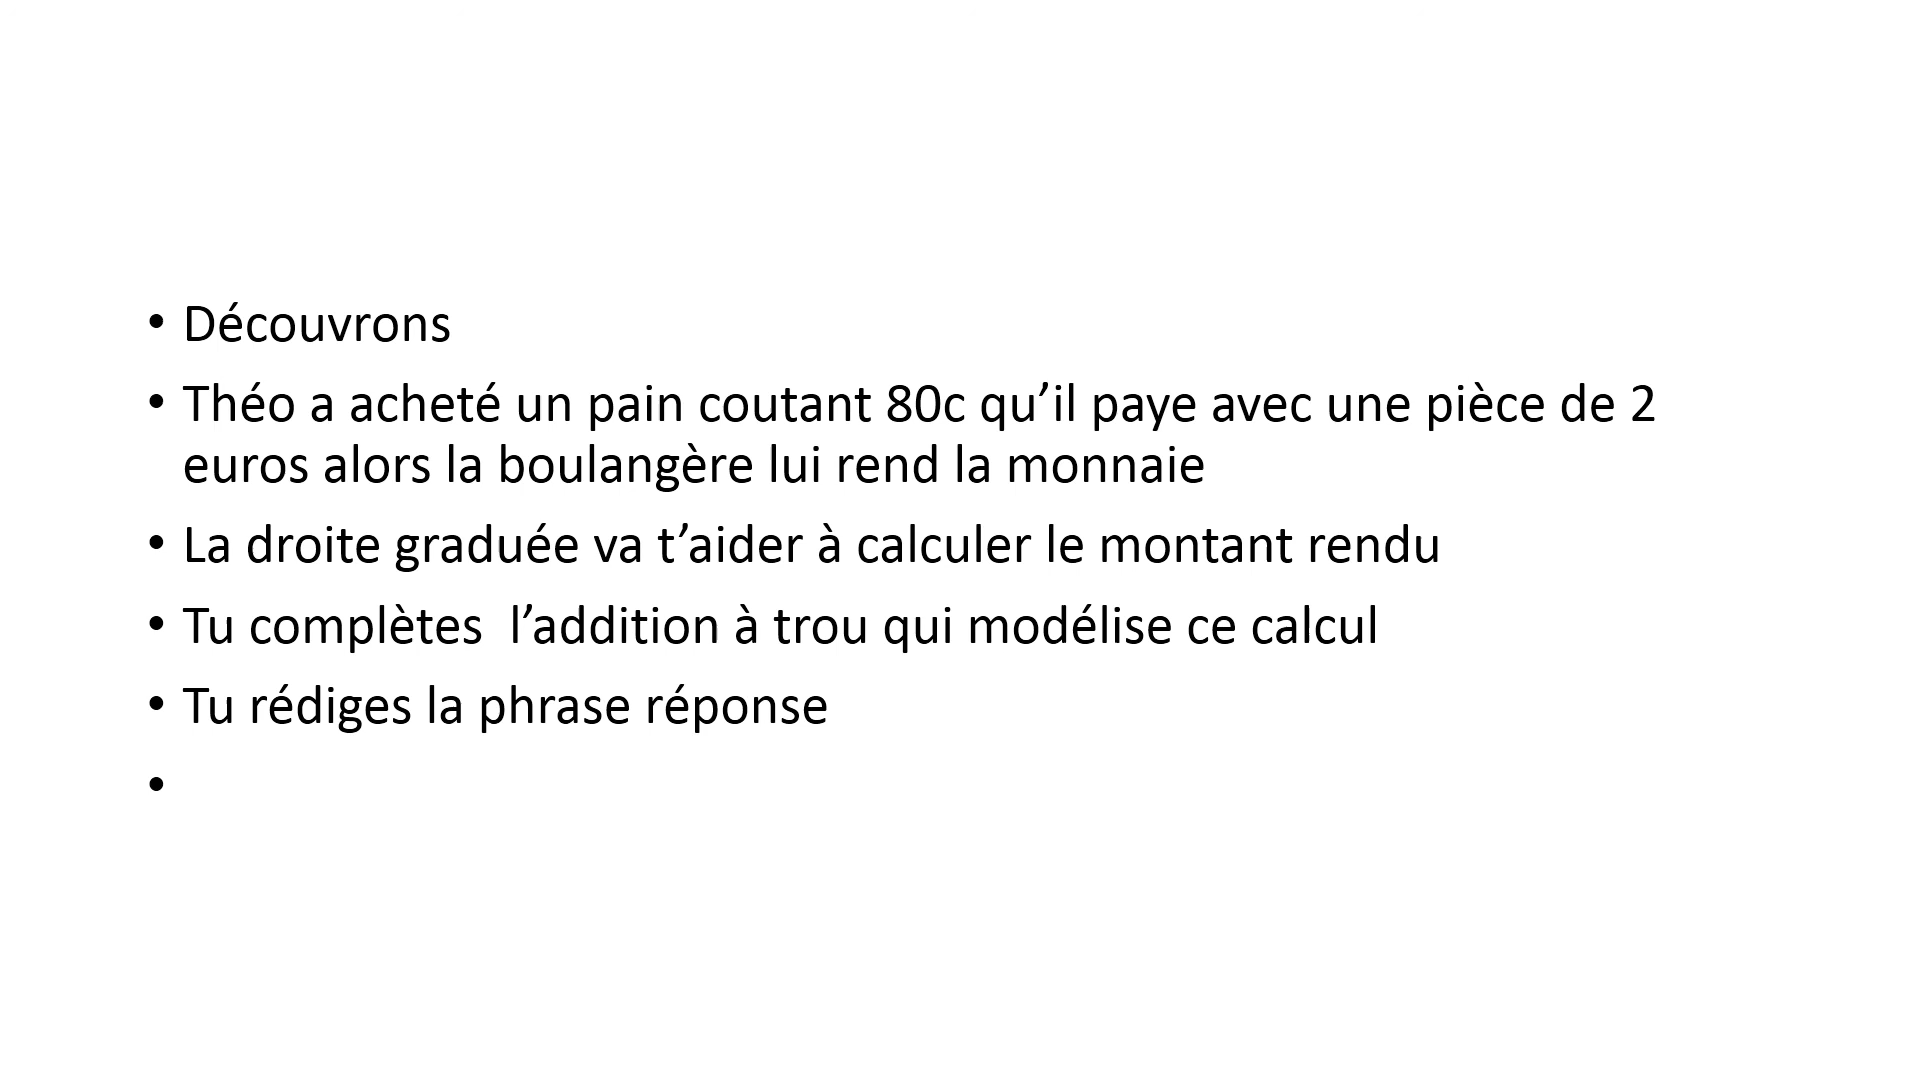 • Découvrons
• Théo a acheté un pain coutant 80c qu’il paye avec une pièce de 2
euros alors la boulangère lui rend la monnaie
• La droite graduée va t’aider à calculer le montant rendu
• Tu complètes  l’addition à trou qui modélise ce calcul
• Tu rédiges la phrase réponse
•